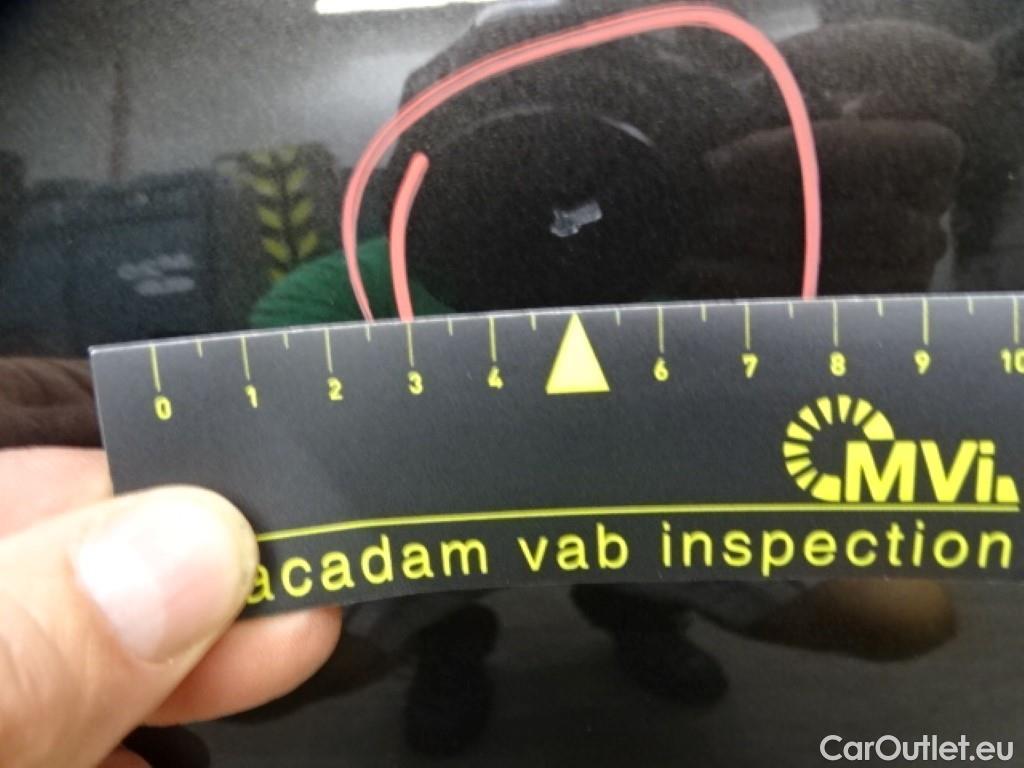 0 1 2 3 4 6 7 8 9 10
MVi
acadam vab inspection
CarOutlet.eu